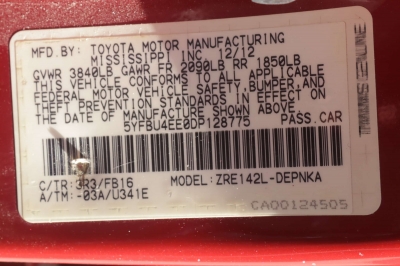 MFD. BY: TOYOTA MOTOR MANUFACTURING
MISSISSIPPI INC. 12/12
GVWR 3840LB GAWR FR 2090LB RR 1850LB
THIS VEHICLE CONFORMS TO ALL APPLICABLE
FEDERAL MOTOR VEHICLE SAFETY, BUMPER, AND
THEFT PREVENTION STANDARDS IN EFFECT ON
THE DATE OF MANUFACTURE SHOWN ABOVE.
5YFBU4EE0DP128775 PASS.CAR
C/TR: 3R3/FB16 MODEL: ZRE142L-DEPNKA
A/TM: -03A/U341E
CA00124505